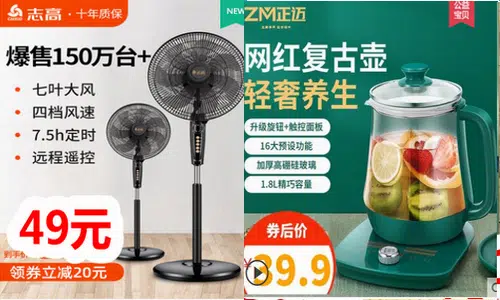 志高
十年质保
爆售150万台+
七叶大风
四档风速
7.5h定时
远程遥控
49元
领券立减20元
NEW
ZM正迈
公益
宝贝
网红复古壶
轻奢养生
升级旋钮+触控面板
16大预设功能
加厚高硼硅玻璃
1.8L精巧容量
券后价
39.9